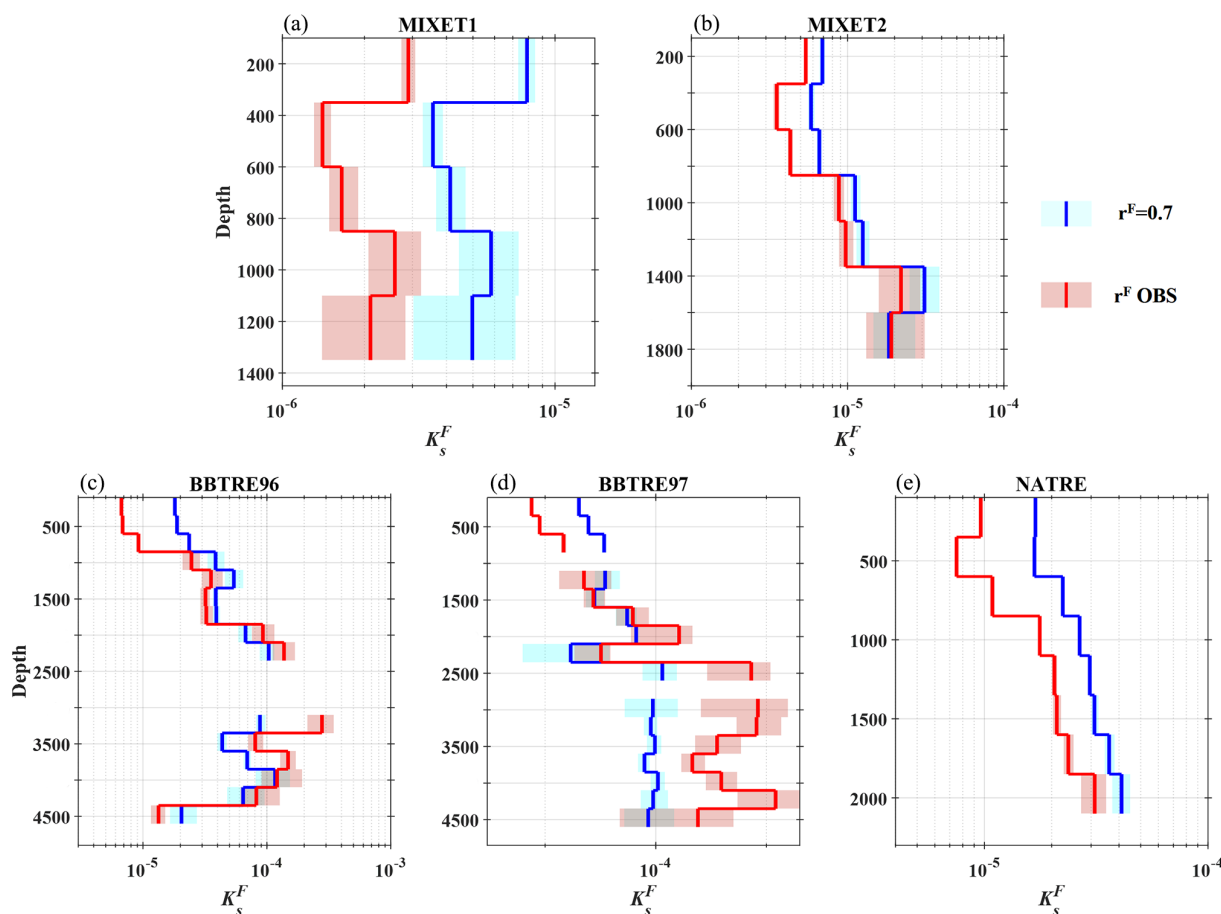 (a) MIXET1
200
400
600
800
1000
1200
1400
Depth
10^-6 10^-5
K_s^F
(b) MIXET2
200
600
1000
1400
1800
10^-6 10^-5 10^-4
K_s^F
r^F=0.7
r^F OBS
(c) BBTRE96
500
1500
2500
3500
4500
Depth
10^-5 10^-4 10^-3
K_s^F
(d) BBTRE97
500
1500
2500
3500
4500
10^-4
K_s^F
(e) NATRE
500
1000
1500
2000
10^-5 10^-4
K_s^F